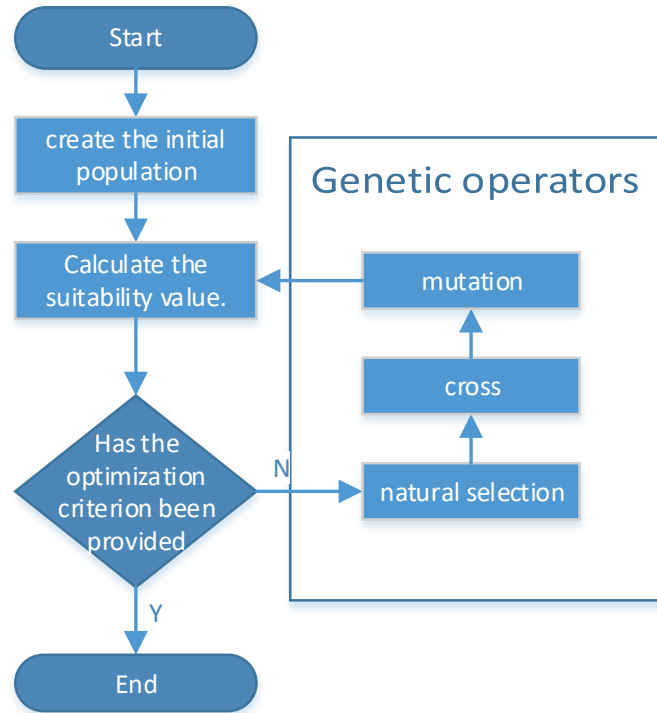 Start
create the initial
population
Calculate the
suitability value.
Has the
optimization
criterion been
provided
N
Y
End
Genetic operators
mutation
cross
natural selection